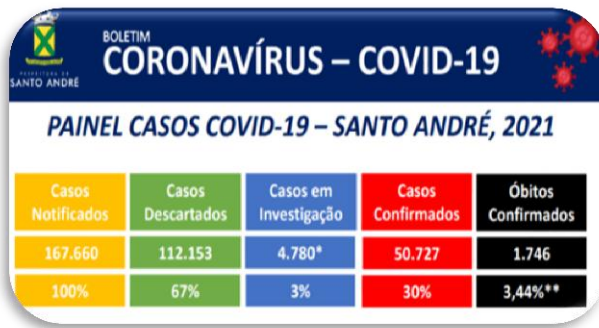 BOLETIM
CORONAVÍRUS – COVID-19
PREFEITURA DE
SANTO ANDRÉ
PAINEL CASOS COVID-19 – SANTO ANDRÉ, 2021
Casos Notificados
Casos Descartados
Casos em Investigação
Casos Confirmados
Óbitos Confirmados
167.660 112.153 4.780* 50.727 1.746
100% 67% 3% 30% 3,44%**